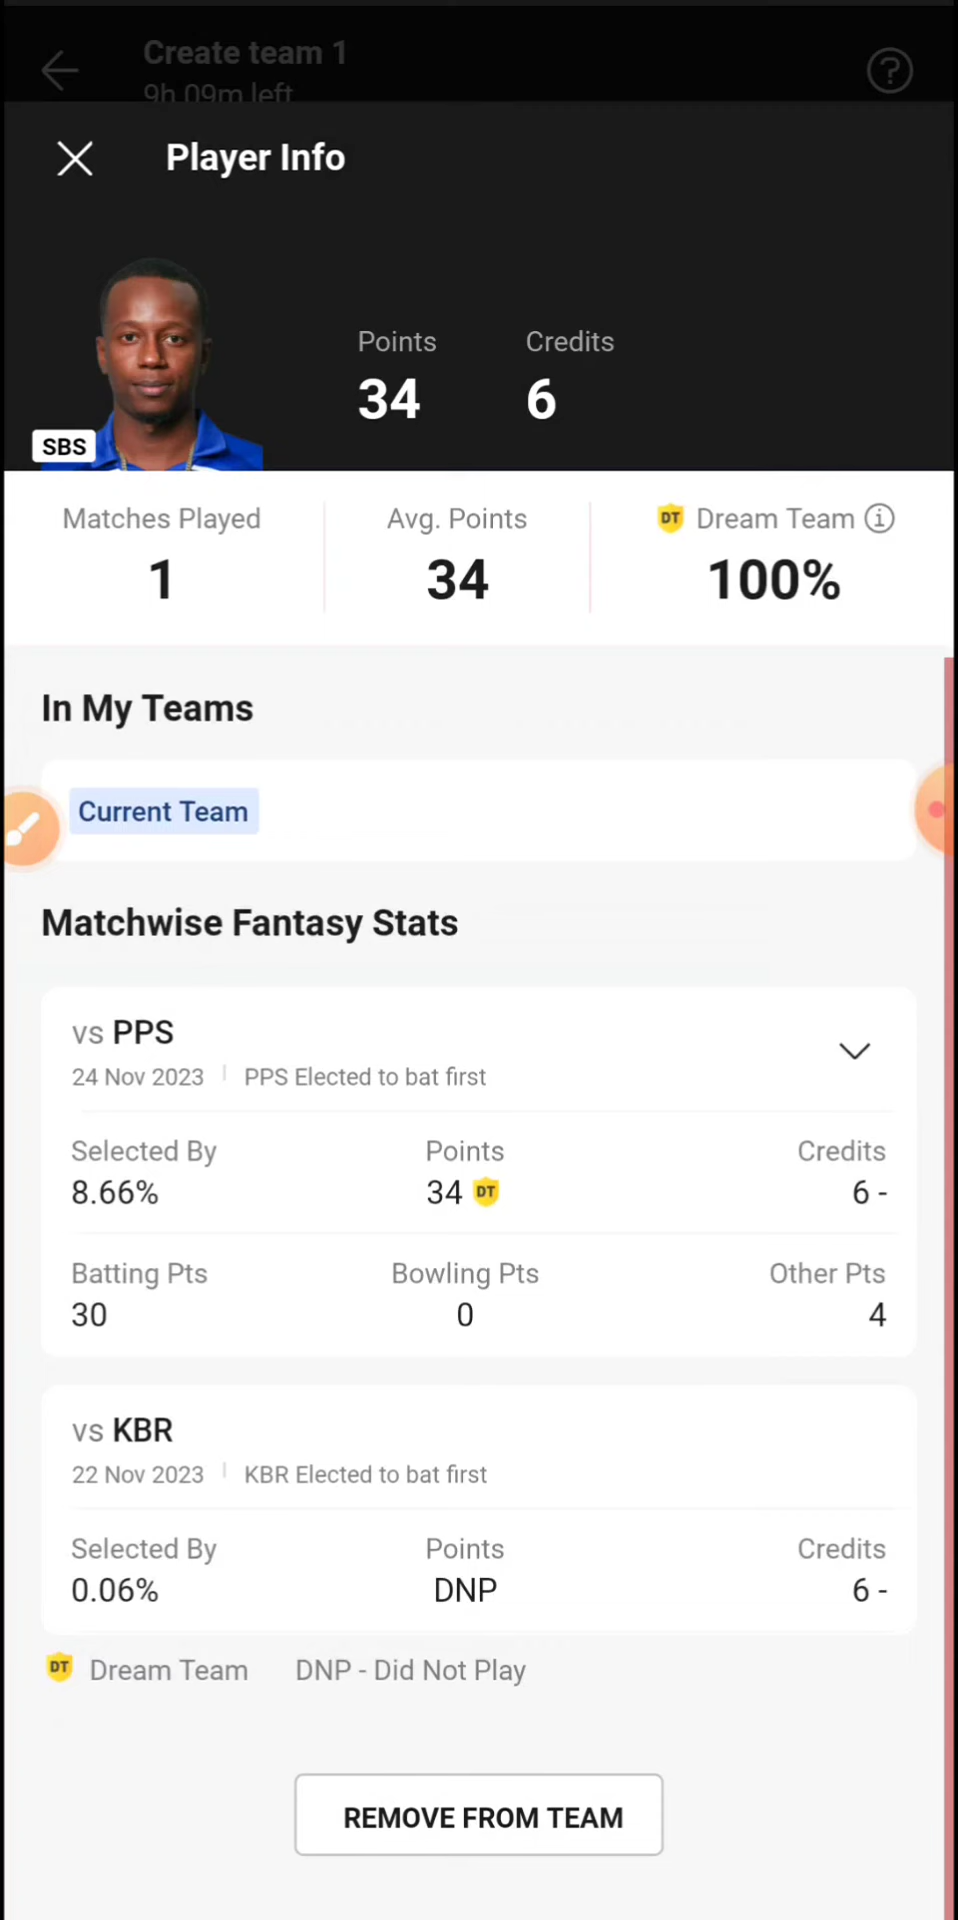 Create team 1
9h 09m left
Player Info
Points Credits
34 6
SBS
Matches Played Avg. Points DT Dream Team
1 34 100%
In My Teams
Current Team
Matchwise Fantasy Stats
vs PPS
24 Nov 2023 PPS Elected to bat first
Selected By Points Credits
8.66% 34 DT 6 -
Batting Pts Bowling Pts Other Pts
30 0 4
vs KBR
22 Nov 2023 KBR Elected to bat first
Selected By Points Credits
0.06% DNP 6 -
DT Dream Team DNP - Did Not Play
REMOVE FROM TEAM